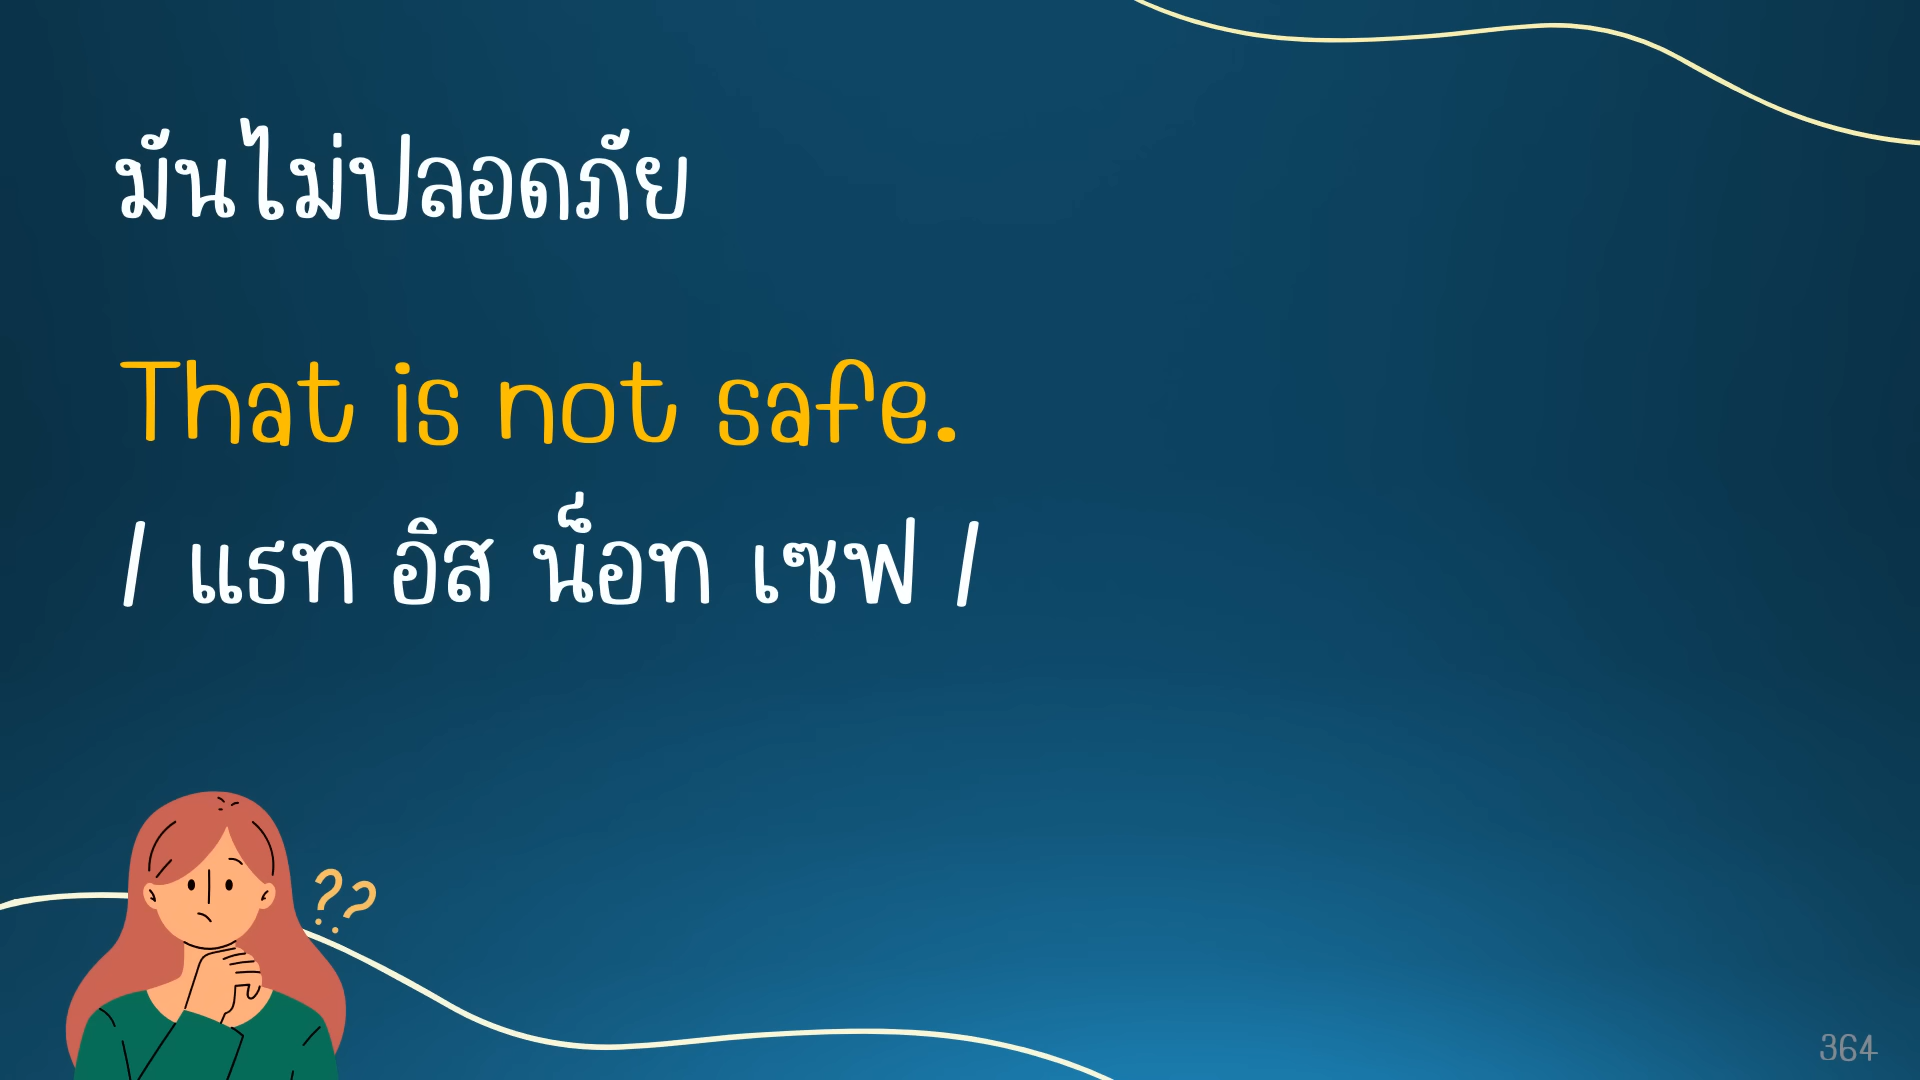 มันไม่ปลอดภัย
That is not safe.
/ แธท อิส น็อท เซฟ /
??
364